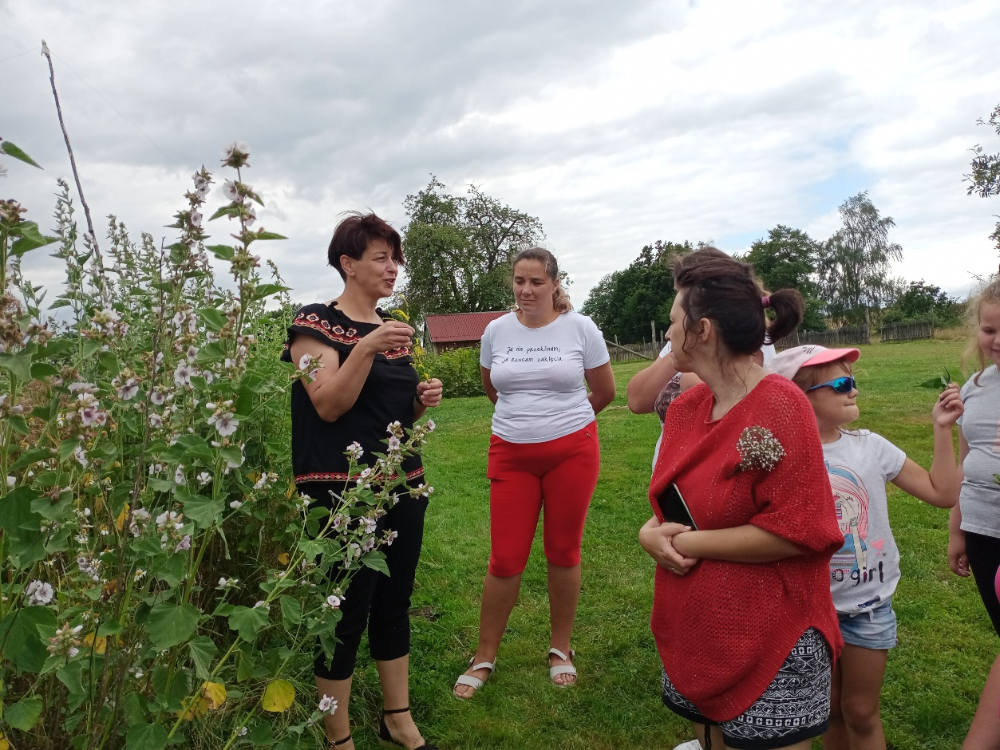 Ja nie przeklinam,
ja rzucam zaklęcia
girl